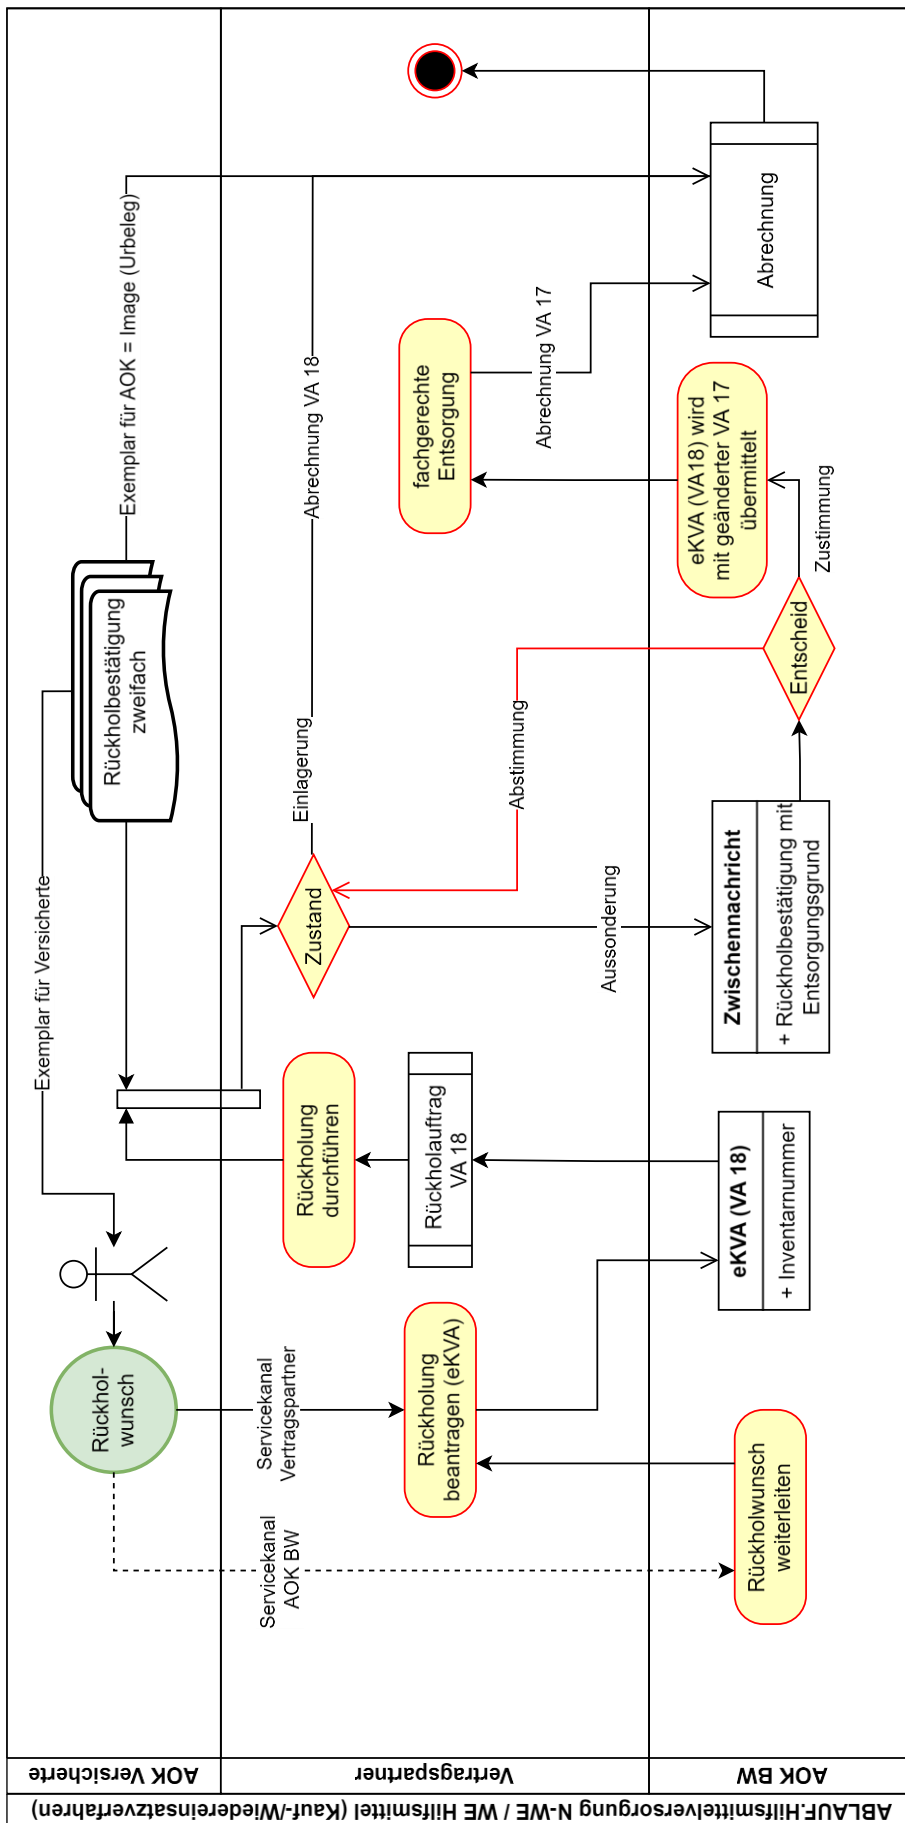 ABLAUF.Hilfsmittelversorgung N-WE / WE Hilfsmittel (Kauf-/Wiedereinsatzverfahren)
AOK Versicherte
Vertragspartner
AOK BW
Rückhol-
wunsch
Exemplar für Versicherte
Rückholbestätigung
zweifach
Exemplar für AOK = Image (Urbeleg)
Servicekanal
AOK BW
Servicekanal
Vertragspartner
Rückholung
beantragen (eKVA)
Rückholung
durchführen
Rückholauftrag
VA 18
Zustand
Einlagerung
Abrechnung VA 18
Aussonderung
Abstimmung
fachgerechte
Entsorgung
Abrechnung VA 17
Rückholwunsch
weiterleiten
eKVA (VA 18)
+ Inventarnummer
Zwischennachricht
+ Rückholbestätigung mit
Entsorgungsgrund
Entscheid
Zustimmung
eKVA (VA18) wird
mit geänderter VA 17
übermittelt
Abrechnung